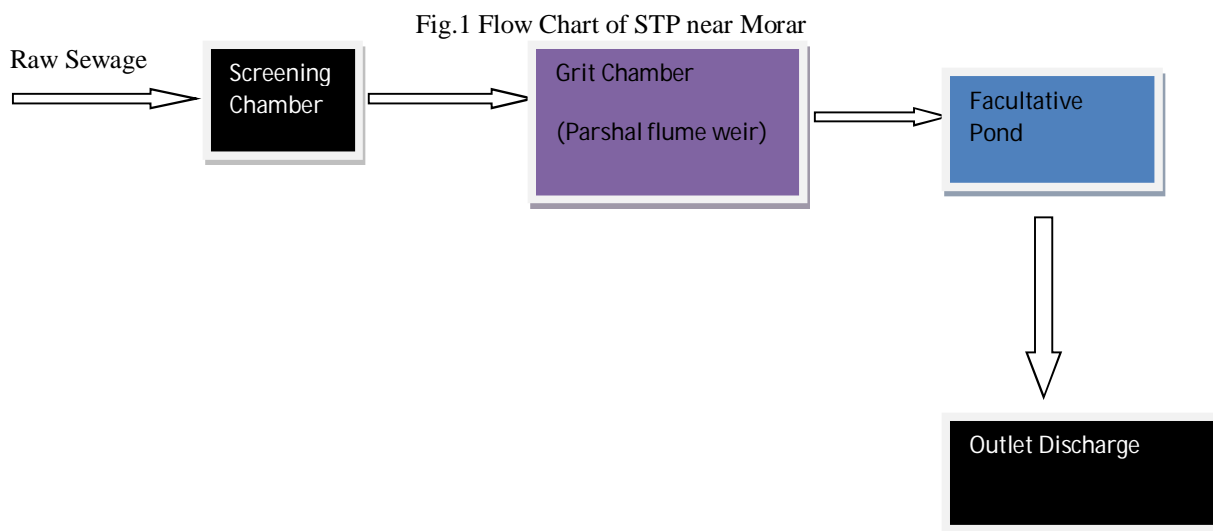 Fig.1 Flow Chart of STP near Morar
Raw Sewage
Screening
Chamber
Grit Chamber
(Parshal flume weir)
Facultative
Pond
Outlet Discharge